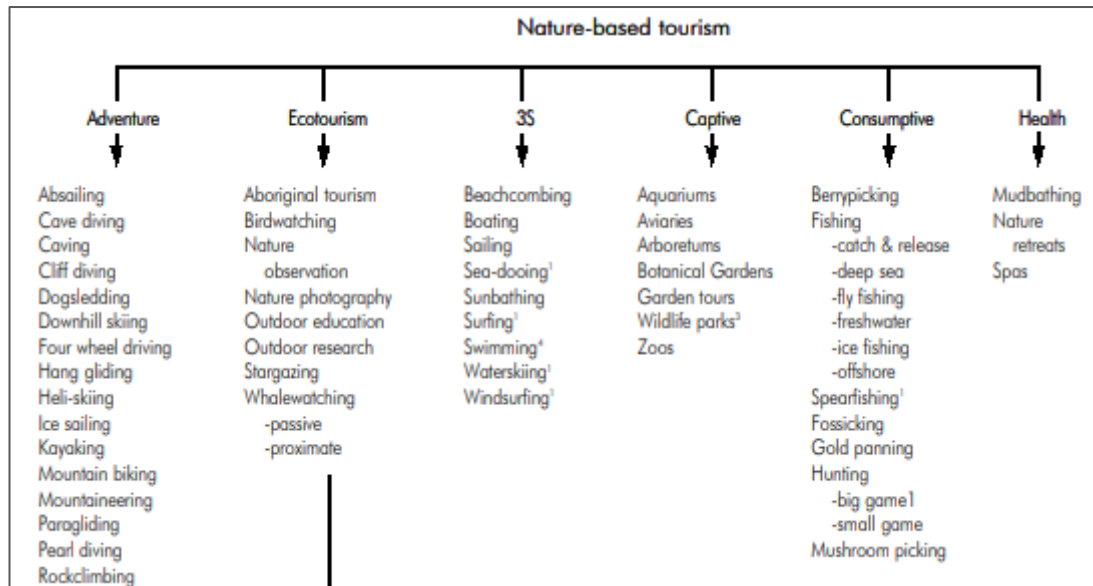 Nature-based tourism
Adventure
Absailing
Cave diving
Caving
Cliff diving
Dogsledding
Downhill skiing
Four wheel driving
Hang gliding
Heli-skiing
Ice sailing
Kayaking
Mountain biking
Mountaineering
Paragliding
Pearl diving
Rockclimbing
Ecotourism
Aboriginal tourism
Birdwatching
Nature
observation
Nature photography
Outdoor education
Outdoor research
Stargazing
Whalewatching
-passive
-proximate
3S
Beachcombing
Boating
Sailing
Sea-dooing¹
Sunbathing
Surfing¹
Swimming⁴
Waterskiing¹
Windsurfing¹
Captive
Aquariums
Aviaries
Arboretums
Botanical Gardens
Garden tours
Wildlife parks³
Zoos
Consumptive
Berrypicking
Fishing
-catch & release
-deep sea
-fly fishing
-freshwater
-ice fishing
-offshore
Spearfishing¹
Fossicking
Gold panning
Hunting
-big game1
-small game
Mushroom picking
Health
Mudbathing
Nature
retreats
Spas